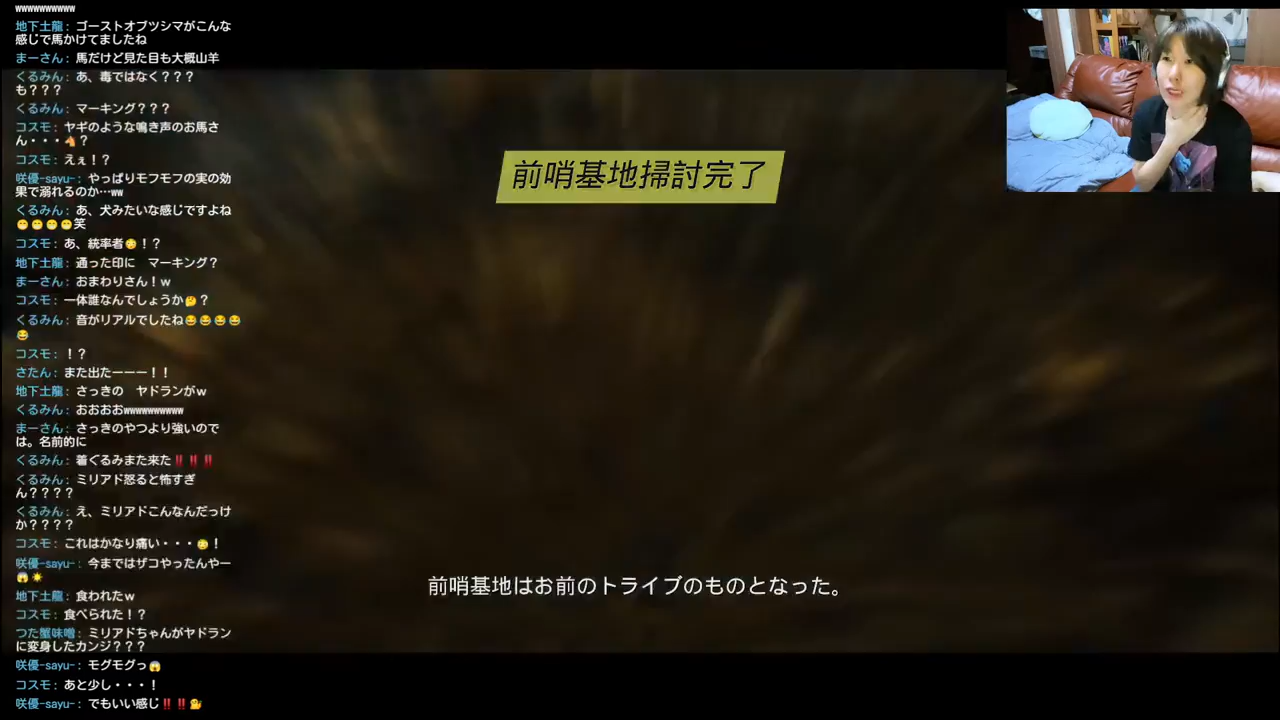 wwwwwwwwww
地下土龍: ゴーストオブツシマがこんな
感じで馬かけてましたね
まーさん: 馬だけど見た目も大概山羊
くるみん: あ、毒ではなく？？？
も？？？
くるみん: マーキング？？？
コスモ: ヤギのような鳴き声のお馬さ
ん・・・🐴？
コスモ: えぇ！？
咲優-sayu-: やっぱりモフモフの実の効
果で溺れるのか…ww
くるみん: あ、犬みたいな感じですよね
😁😁😁😁笑
コスモ: あ、統率者😳！？
地下土龍: 通った印に　マーキング？
まーさん: おまわりさん！w
コスモ: 一体誰なんでしょうか🤔？
くるみん: 音がリアルでしたね😂😂😂😂
😂
コスモ: ！？
さたん: また出たーーー！！
地下土龍: さっきの　ヤドランがw
くるみん: おおおおwwwwwwwwww
まーさん: さっきのやつより強いので
は。名前的に
くるみん: 着ぐるみまた来た‼️‼️‼️
くるみん: ミリアド怒ると怖すぎ
ん？？？？
くるみん: え、ミリアドこんなんだっけ
か？？？？
コスモ: これはかなり痛い・・・😳！
咲優-sayu-: 今まではザコやったんやー
😱☀️
地下土龍: 食われたw
コスモ: 食べられた！？
つた蟹味噌: ミリアドちゃんがヤドラン
に変身したカンジ？？？
咲優-sayu-: モグモグっ😱
コスモ: あと少し・・・！
咲優-sayu-: でもいい感じ‼️‼️💁
前哨基地掃討完了
前哨基地はお前のトライブのものとなった。